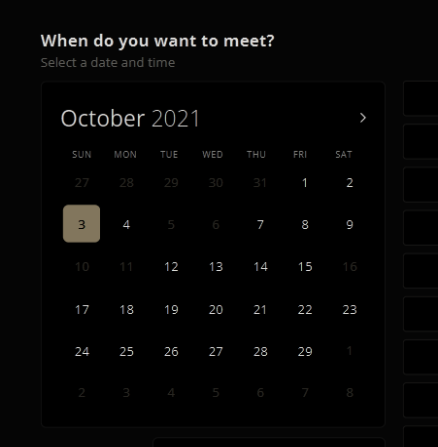 When do you want to meet?
Select a date and time
October 2021
SUN MON TUE WED THU FRI SAT
27 28 29 30 31 1 2
3 4 5 6 7 8 9
10 11 12 13 14 15 16
17 18 19 20 21 22 23
24 25 26 27 28 29 1
2 3 4 5 6 7 8